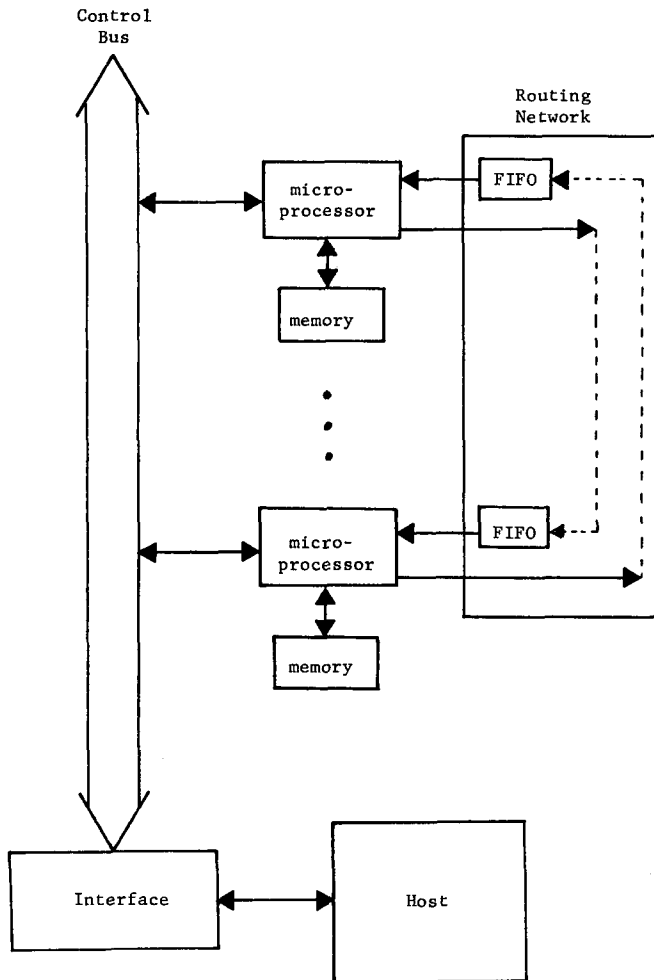 Control
Bus
Routing
Network
micro-
processor
FIFO
memory
micro-
processor
FIFO
memory
Interface
Host